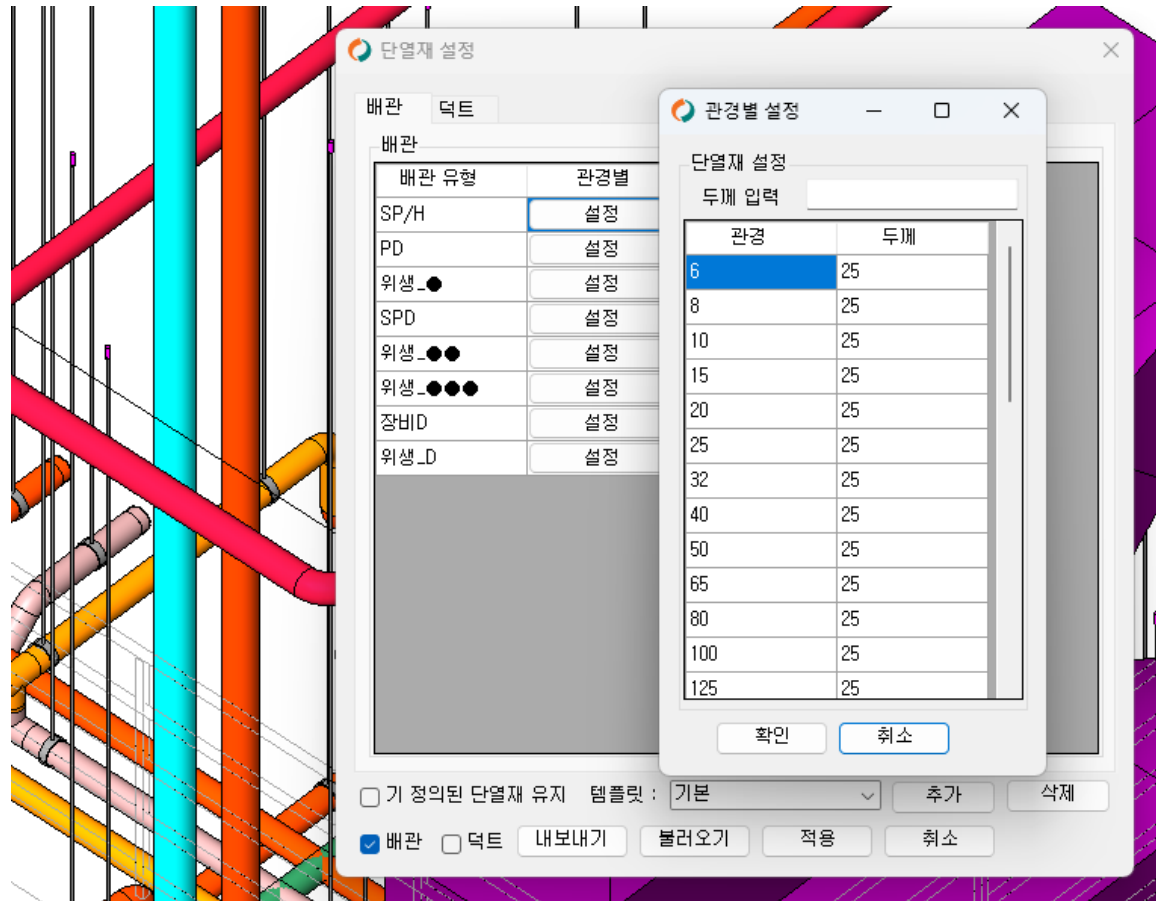 단열재 설정
배관 덕트
배관
배관 유형 관경별
SP/H 설정
PD 설정
위생_● 설정
SPD 설정
위생_●● 설정
위생_●●● 설정
장비D 설정
위생_D 설정
관경별 설정
단열재 설정
두께 입력
관경 두께
6 25
8 25
10 25
15 25
20 25
25 25
32 25
40 25
50 25
65 25
80 25
100 25
125 25
확인 취소
기 정의된 단열재 유지 템플릿 : 기본 추가 삭제
배관 덕트 내보내기 불러오기 적용 취소